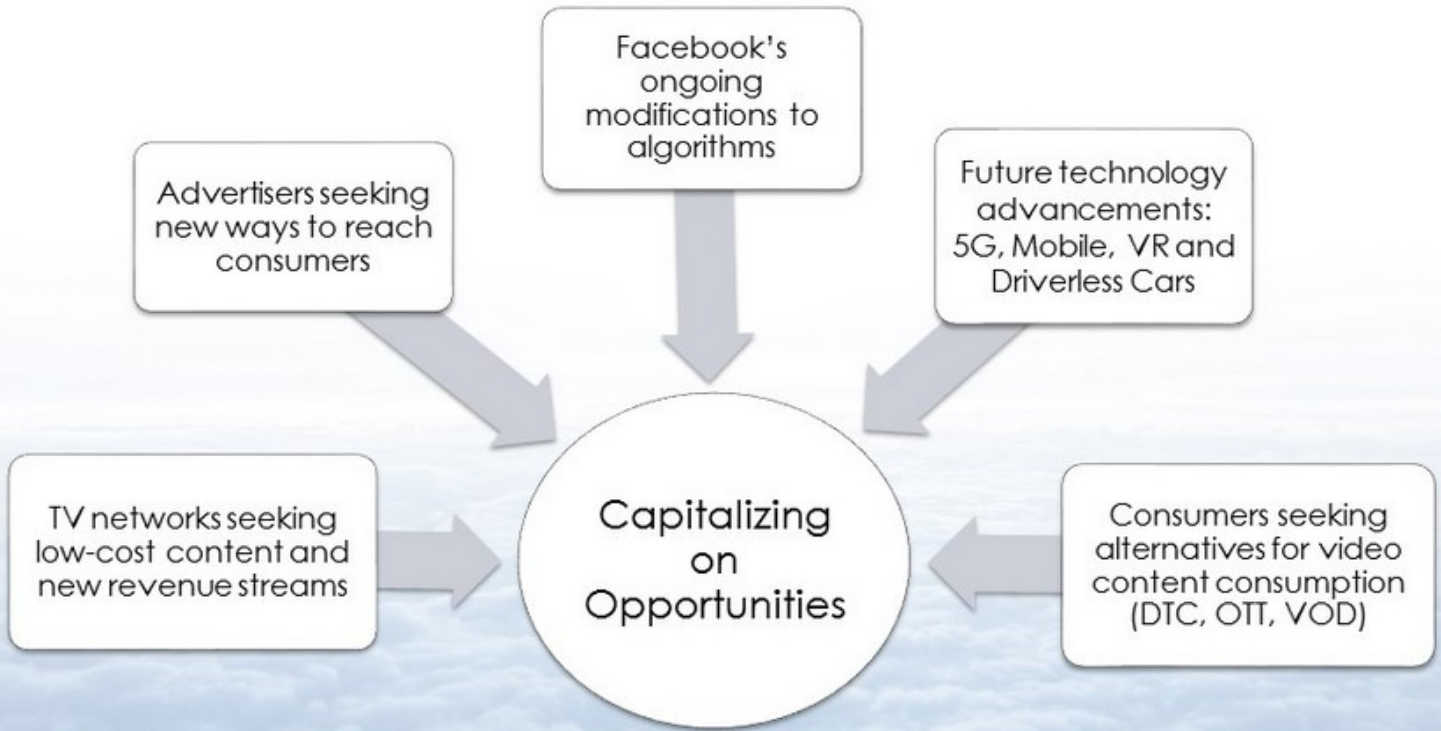 Facebook's
ongoing
modifications to
algorithms
Advertisers seeking
new ways to reach
consumers
Future technology
advancements:
5G, Mobile, VR and
Driverless Cars
TV networks seeking
low-cost content and
new revenue streams
Capitalizing
on
Opportunities
Consumers seeking
alternatives for video
content consumption
(DTC, OTT, VOD)